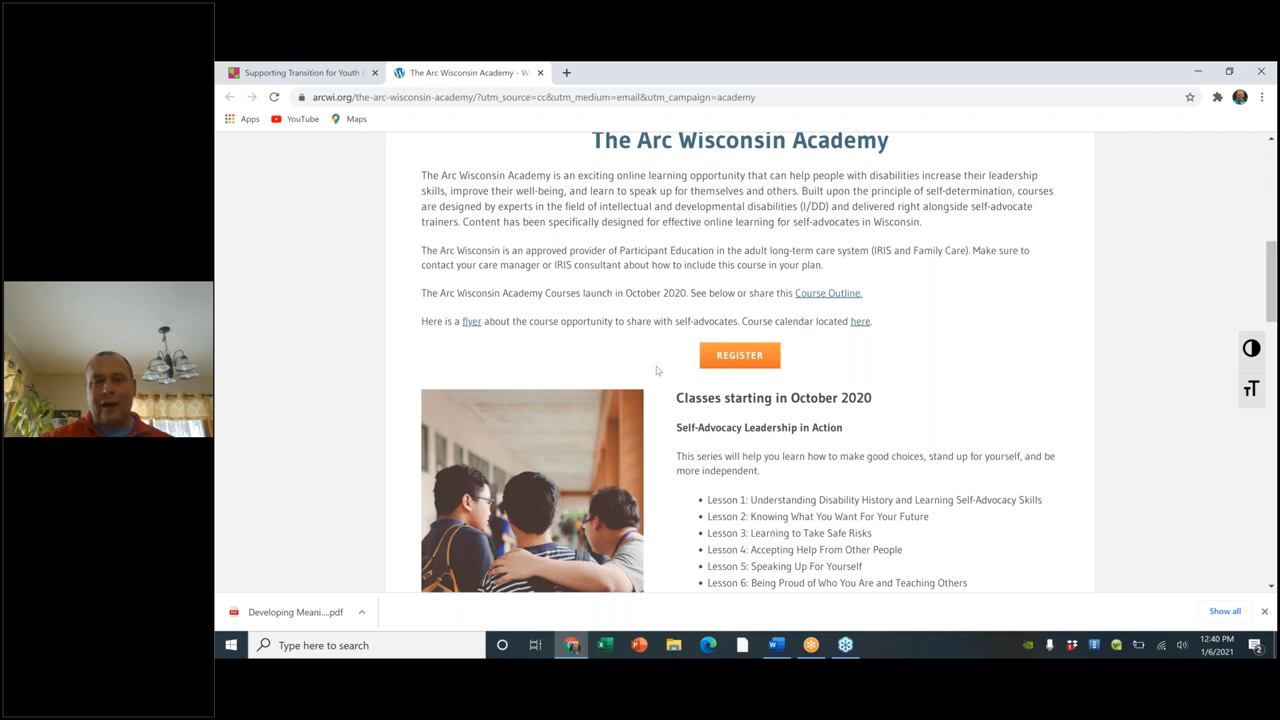 Supporting Transition for Youth
The Arc Wisconsin Academy - W
arcwi.org/the-arc-wisconsin-academy/?utm_source=cc&utm_medium=email&utm_campaign=academy
Apps YouTube Maps
The Arc Wisconsin Academy
The Arc Wisconsin Academy is an exciting online learning opportunity that can help people with disabilities increase their leadership
skills, improve their well-being, and learn to speak up for themselves and others. Built upon the principle of self-determination, courses
are designed by experts in the field of intellectual and developmental disabilities (I/DD) and delivered right alongside self-advocate
trainers. Content has been specifically designed for effective online learning for self-advocates in Wisconsin.
The Arc Wisconsin is an approved provider of Participant Education in the adult long-term care system (IRIS and Family Care). Make sure to
contact your care manager or IRIS consultant about how to include this course in your plan.
The Arc Wisconsin Academy Courses launch in October 2020. See below or share this Course Outline.
Here is a flyer about the course opportunity to share with self-advocates. Course calendar located here.
REGISTER
Classes starting in October 2020
Self-Advocacy Leadership in Action
This series will help you learn how to make good choices, stand up for yourself, and be
more independent.
• Lesson 1: Understanding Disability History and Learning Self-Advocacy Skills
• Lesson 2: Knowing What You Want For Your Future
• Lesson 3: Learning to Take Safe Risks
• Lesson 4: Accepting Help From Other People
• Lesson 5: Speaking Up For Yourself
• Lesson 6: Being Proud of Who You Are and Teaching Others
TT
Developing Meani....pdf
Show all
Type here to search
12:40 PM
1/6/2021
2